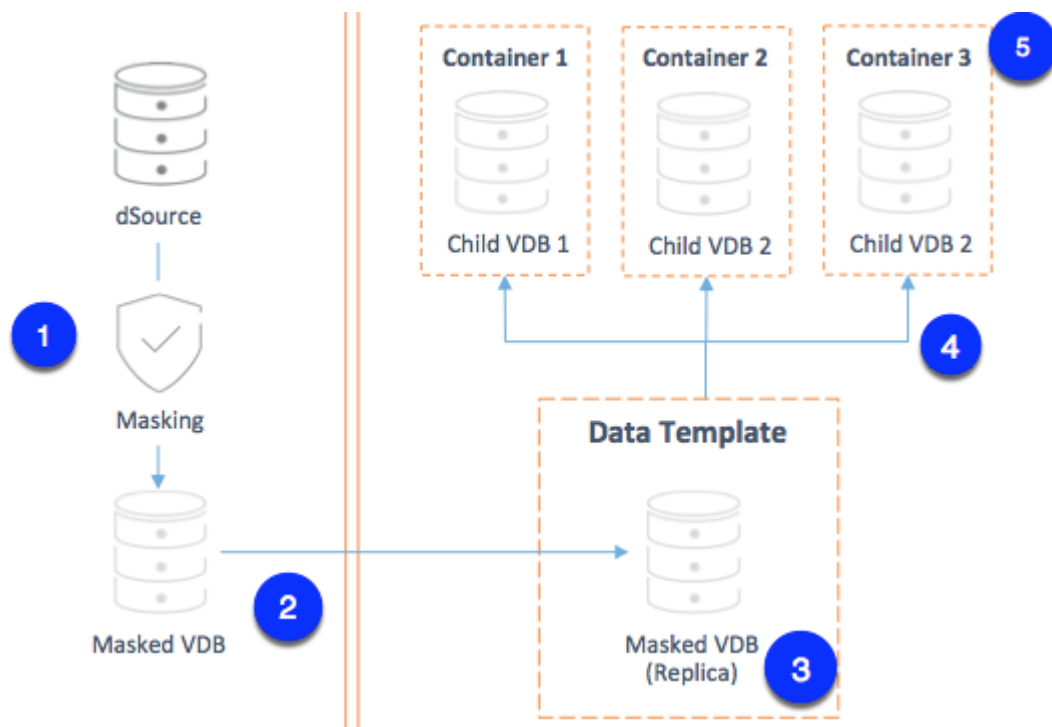 dSource
1
Masking
Masked VDB
2
Container 1
Container 2
Container 3
5
Child VDB 1
Child VDB 2
Child VDB 2
4
Data Template
Masked VDB
(Replica)
3